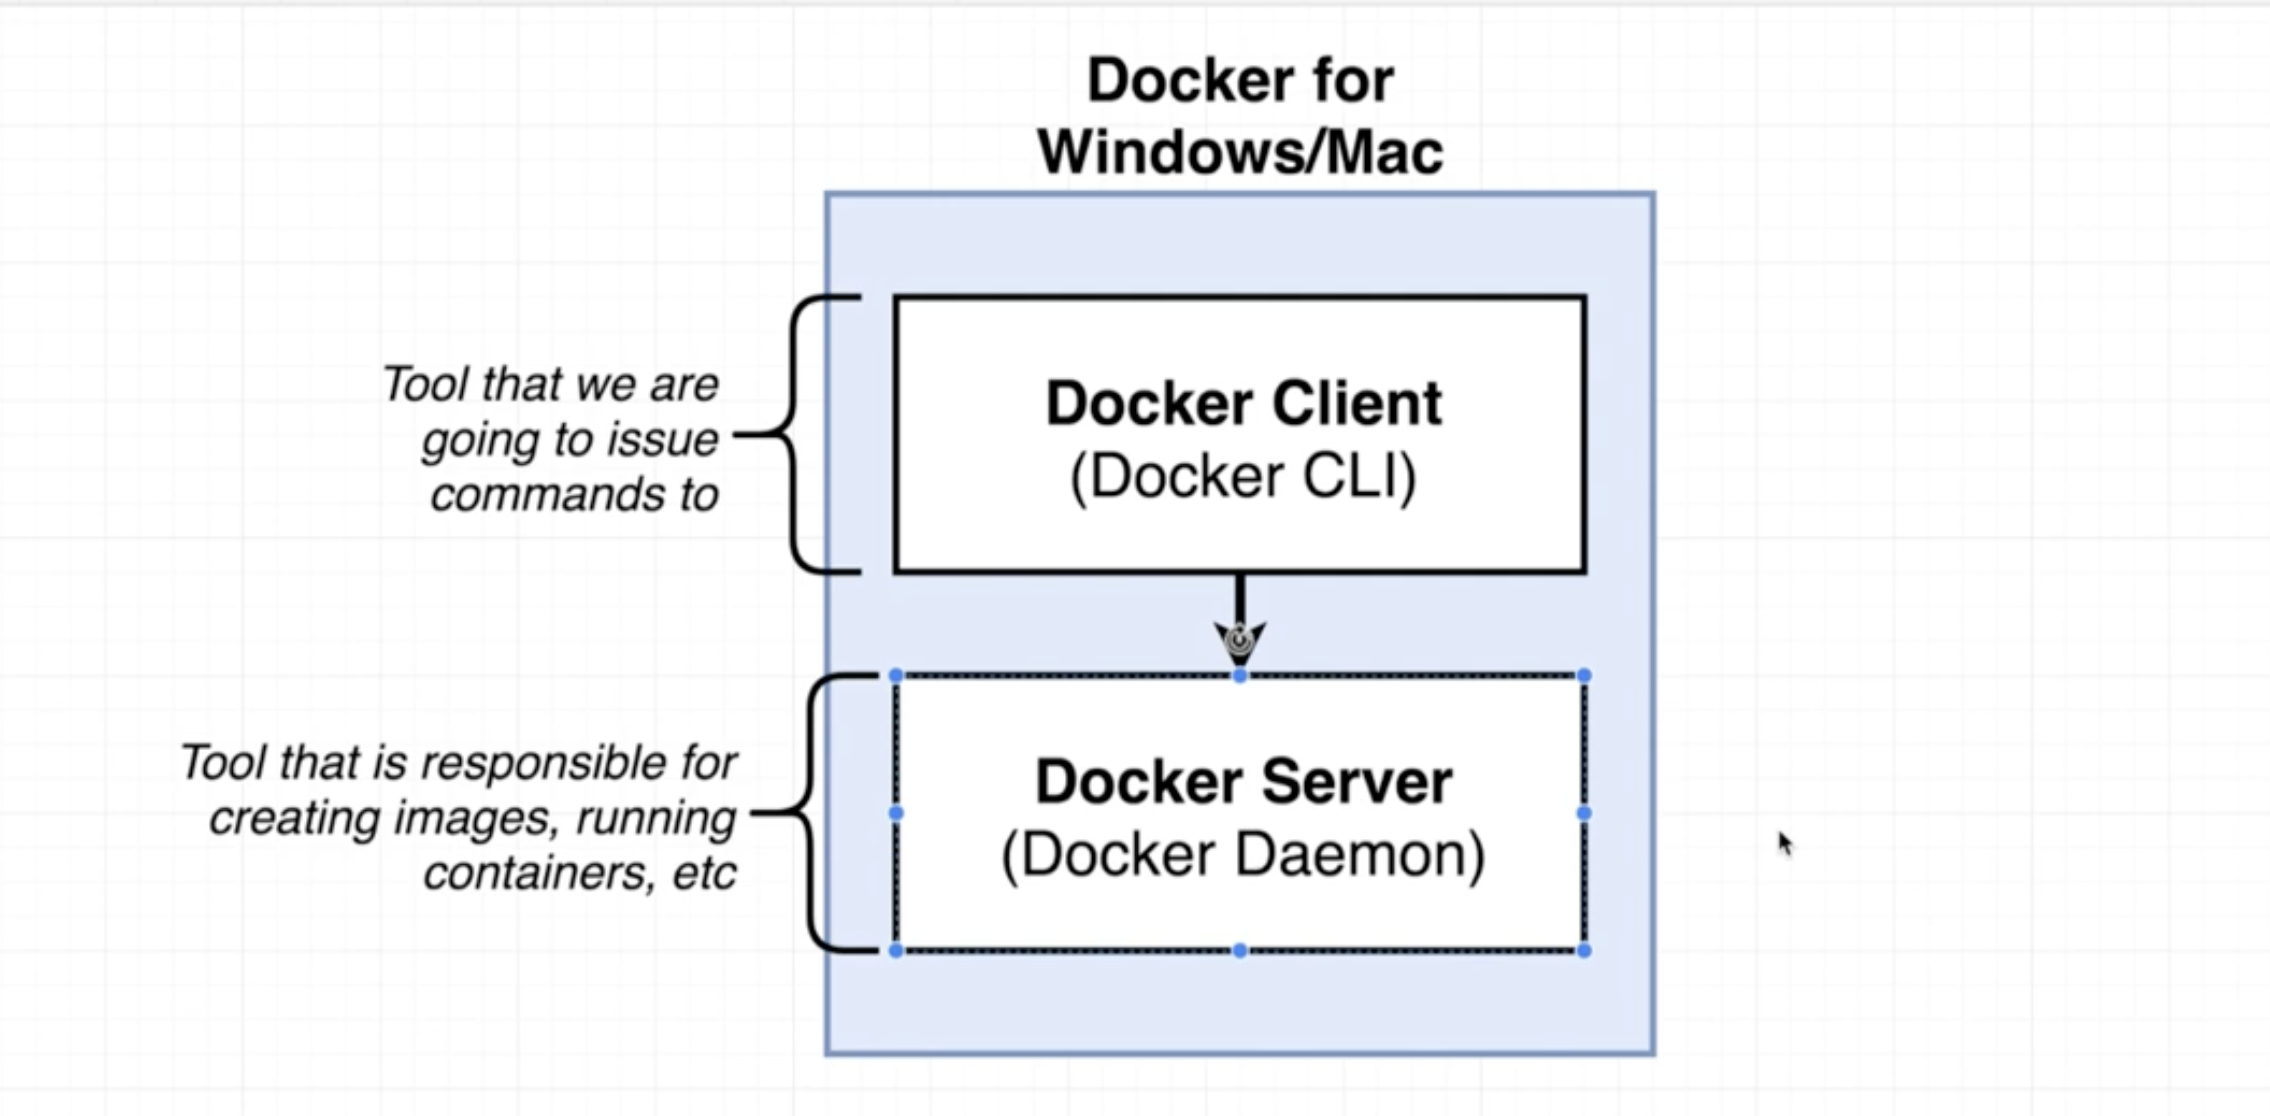 Docker for
Windows/Mac
Tool that we are
going to issue
commands to
Docker Client
(Docker CLI)
Tool that is responsible for
creating images, running
containers, etc
Docker Server
(Docker Daemon)